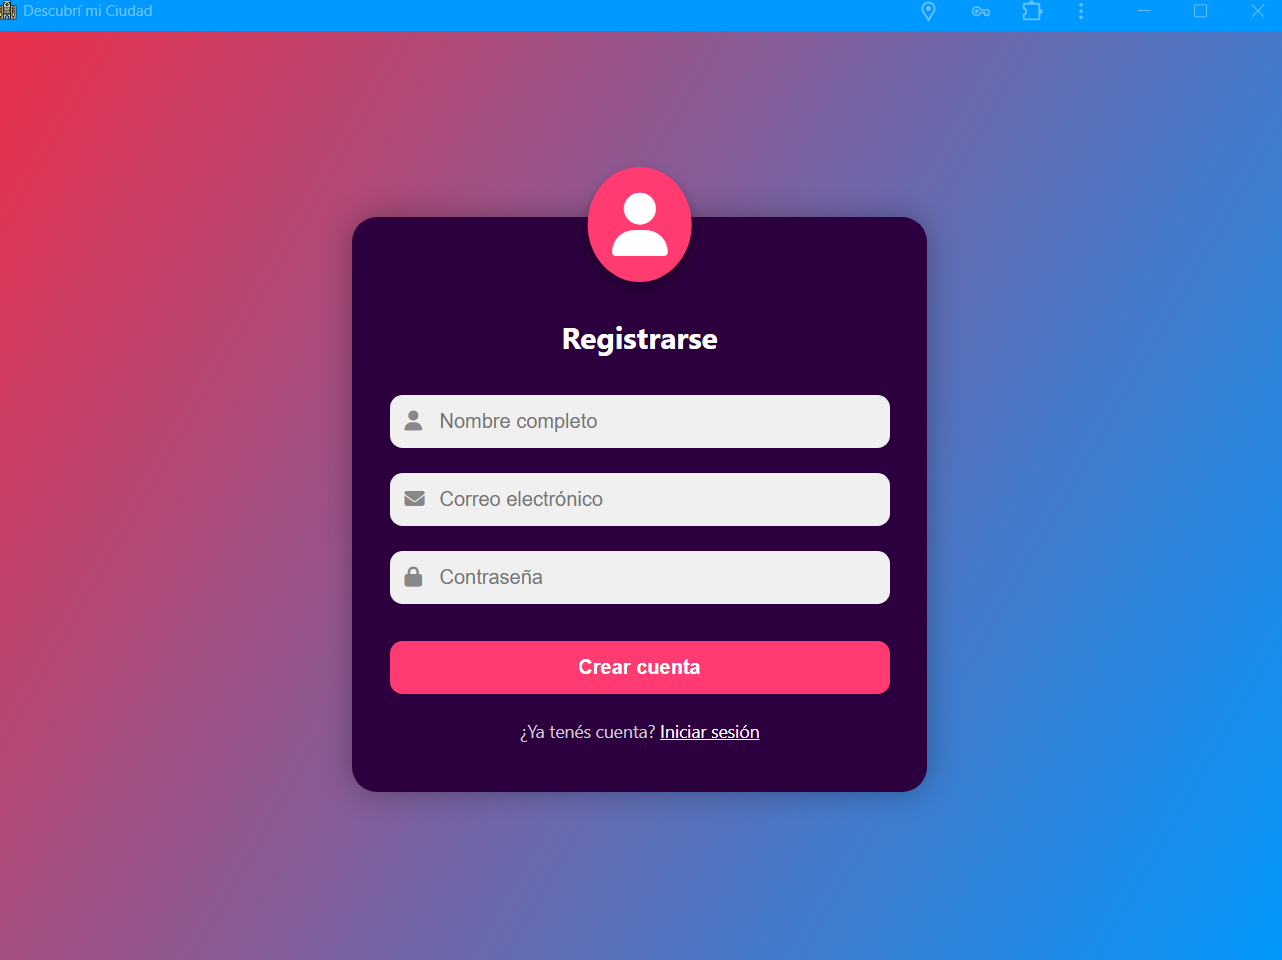 Descubrí mi Ciudad
Registrarse
Nombre completo
Correo electrónico
Contraseña
Crear cuenta
¿Ya tenés cuenta? Iniciar sesión